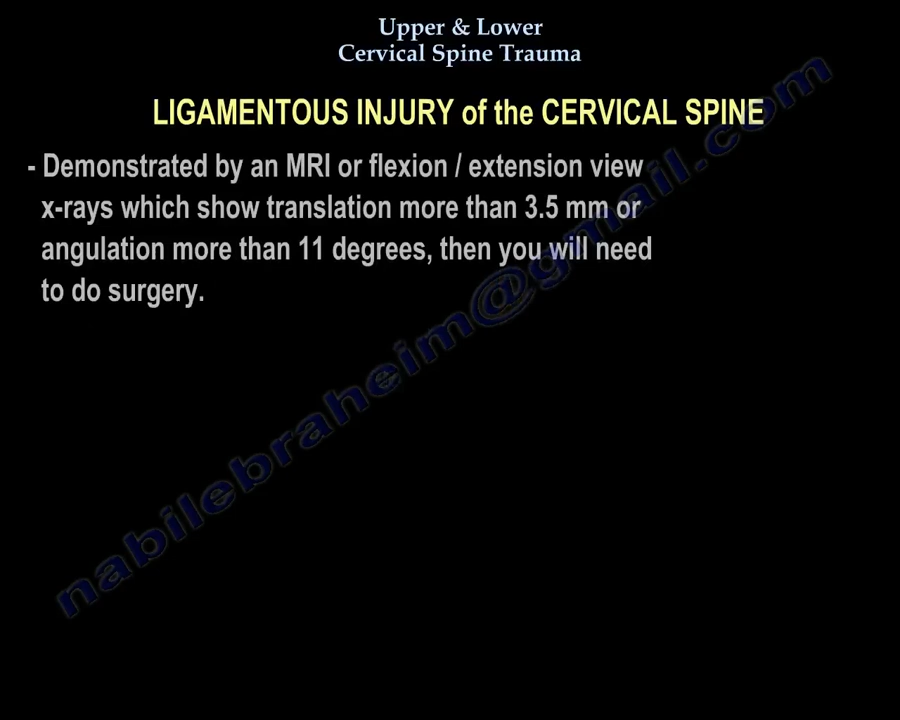 Upper & Lower
Cervical Spine Trauma
LIGAMENTOUS INJURY of the CERVICAL SPINE
- Demonstrated by an MRI or flexion / extension view
x-rays which show translation more than 3.5 mm or
angulation more than 11 degrees, then you will need
to do surgery.
nabilebraheim@gmail.com